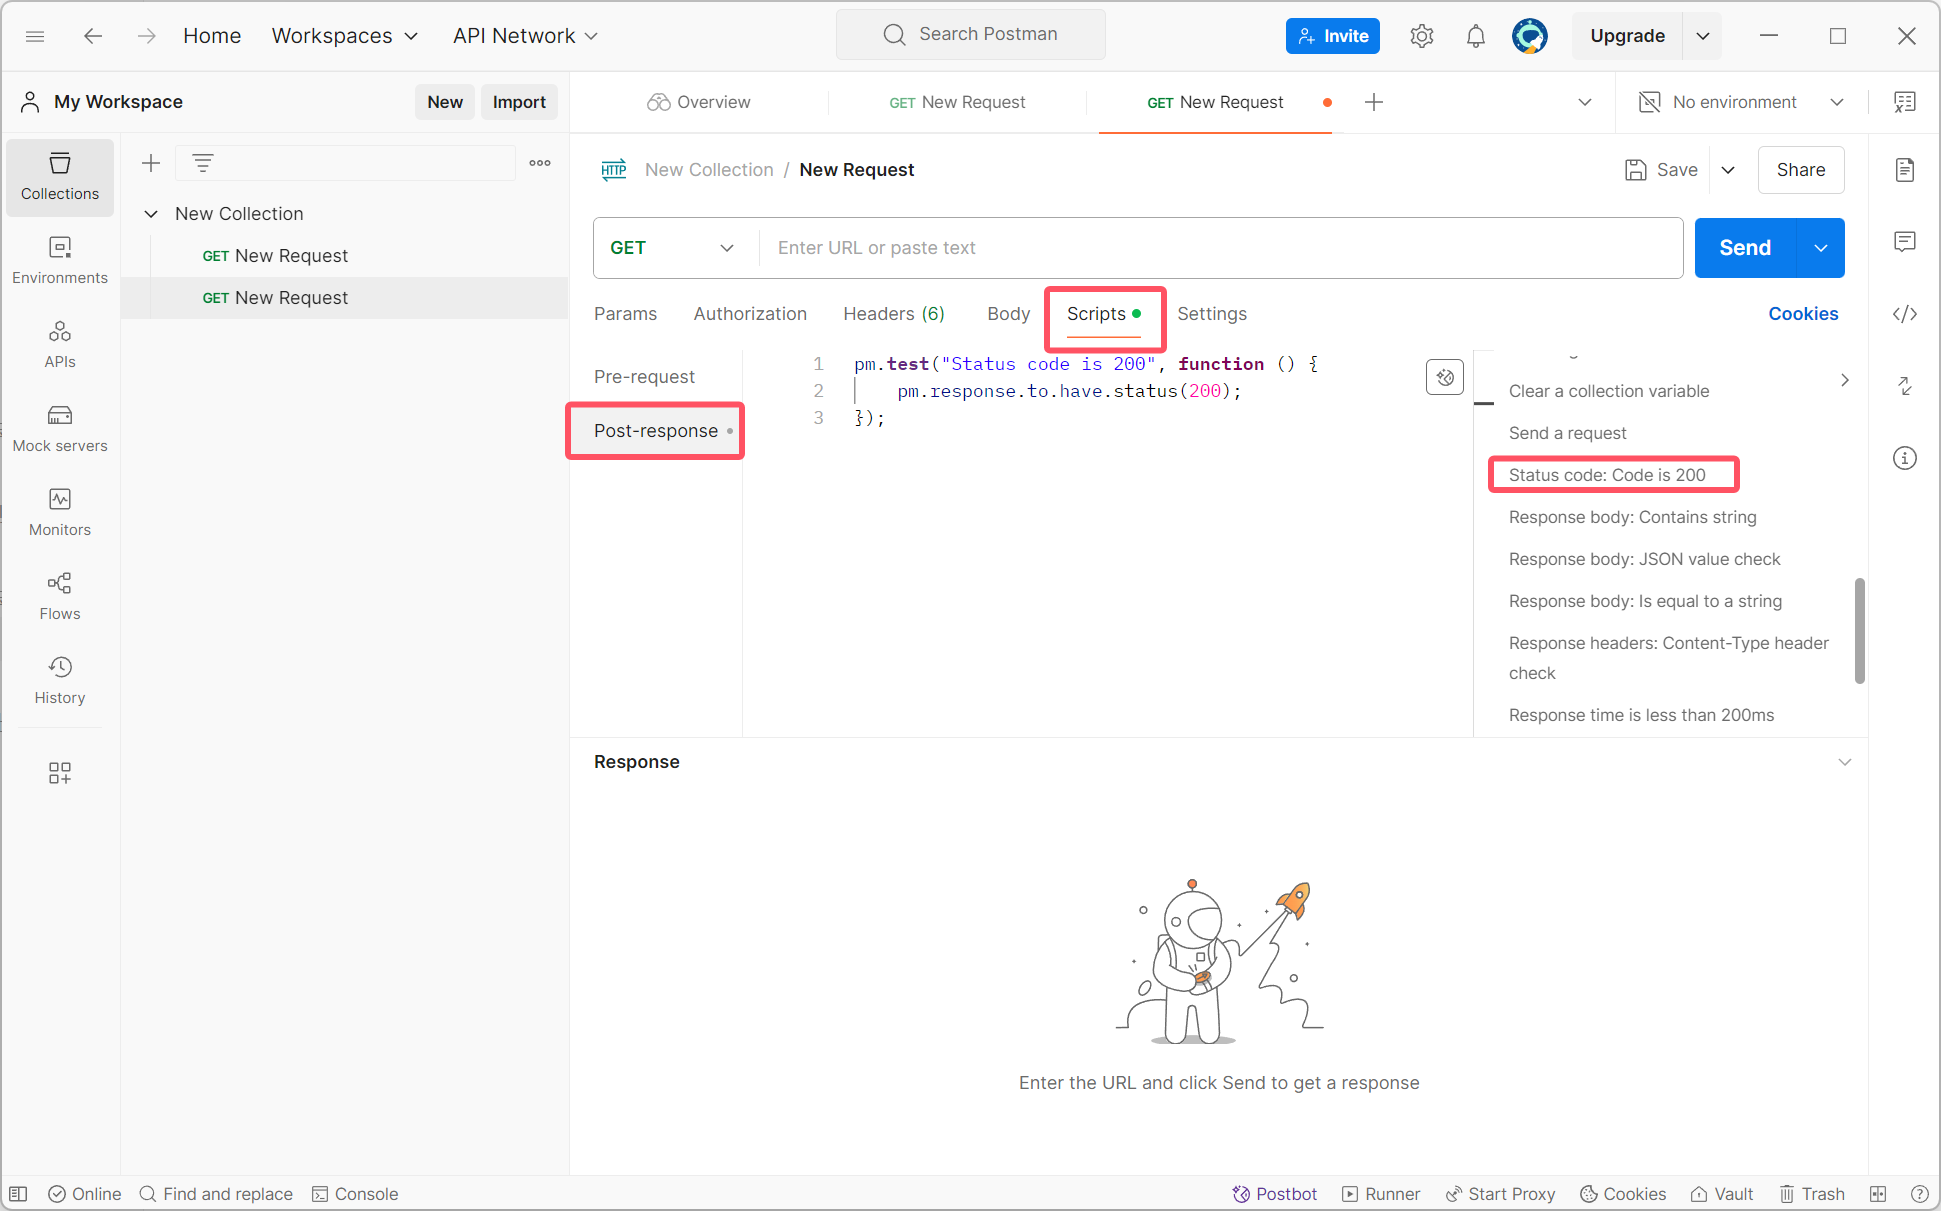 Home
Workspaces
API Network
Search Postman
Invite
Upgrade
My Workspace
New
Import
Overview
GET New Request
GET New Request
No environment
Collections
Environments
APIs
Mock servers
Monitors
Flows
History
New Collection
GET New Request
GET New Request
HTTP
New Collection / New Request
Save
Share
GET
Enter URL or paste text
Send
Params
Authorization
Headers (6)
Body
Scripts
Settings
Cookies
Pre-request
Post-response
1 pm.test("Status code is 200", function () {
2 pm.response.to.have.status(200);
3 });
Clear a collection variable
Send a request
Status code: Code is 200
Response body: Contains string
Response body: JSON value check
Response body: Is equal to a string
Response headers: Content-Type header
check
Response time is less than 200ms
Response
Enter the URL and click Send to get a response
Online
Find and replace
Console
Postbot
Runner
Start Proxy
Cookies
Vault
Trash